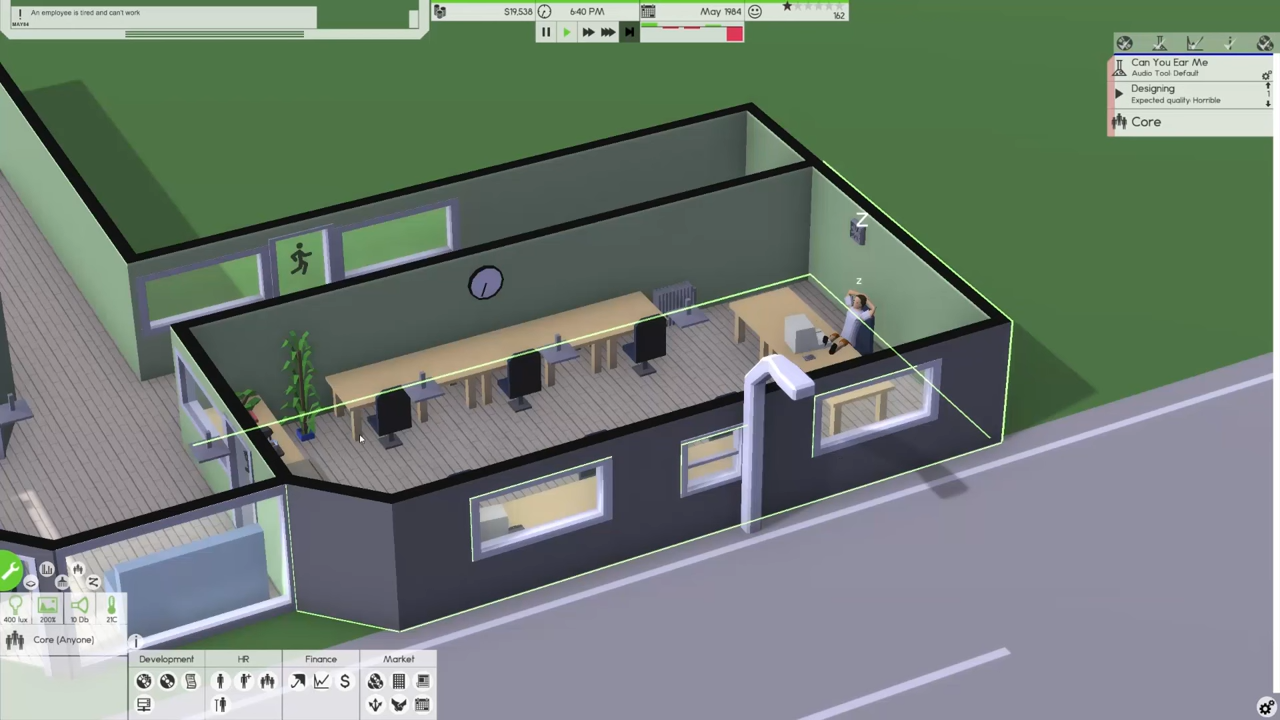 An employee is tired and can't work
MAY84
$19,538
6:40 PM
May 1984
162
Can You Ear Me
Audio Tool: Default
Designing
1
Expected quality: Horrible
Core
Z
z
400 lux
200%
10 Db
21C
Core (Anyone)
Development
HR
Finance
Market